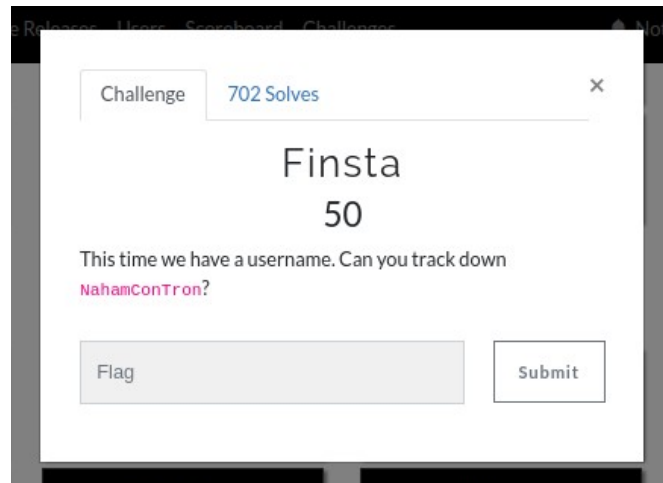 Releases Users Scoreboard Challenges
Challenge 702 Solves ×
Finsta
50
This time we have a username. Can you track down
NahamConTron?
Flag Submit